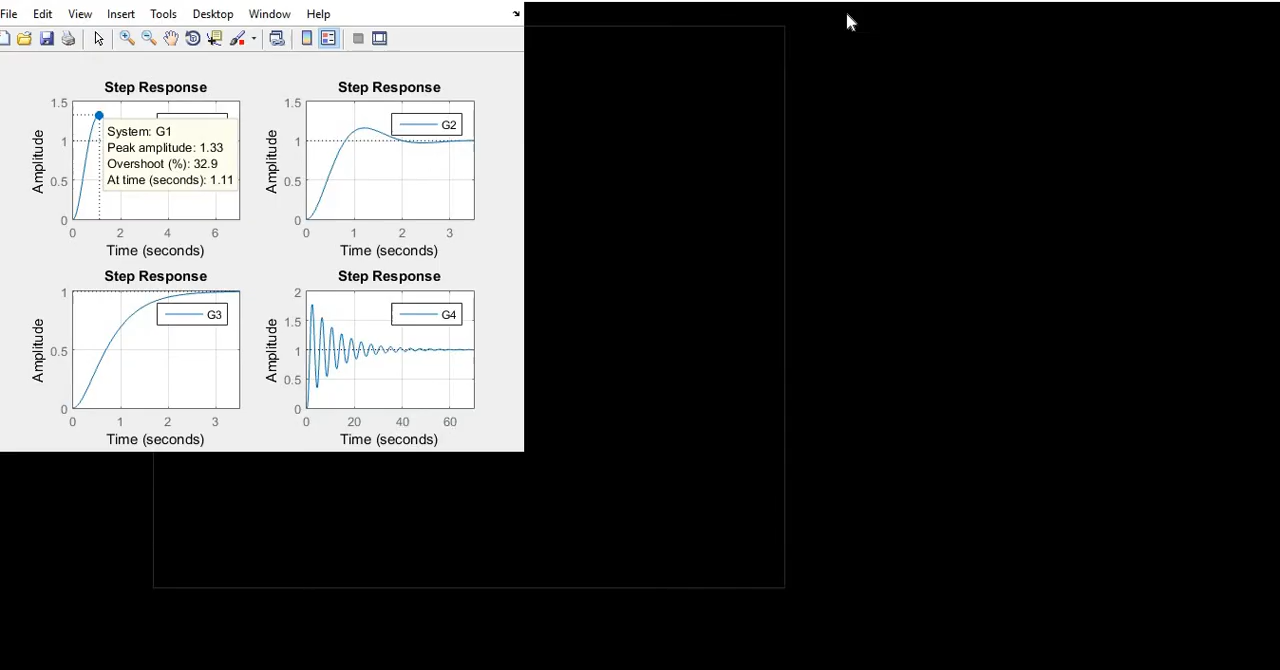 File Edit View Insert Tools Desktop Window Help
Step Response
1.5
1
0.5
0
Amplitude
System: G1
Peak amplitude: 1.33
Overshoot (%): 32.9
At time (seconds): 1.11
0 2 4 6
Time (seconds)
Step Response
1.5
1
0.5
0
Amplitude
G2
0 1 2 3
Time (seconds)
Step Response
1
0.5
0
Amplitude
G3
0 1 2 3
Time (seconds)
Step Response
2
1.5
1
0.5
0
Amplitude
G4
0 20 40 60
Time (seconds)